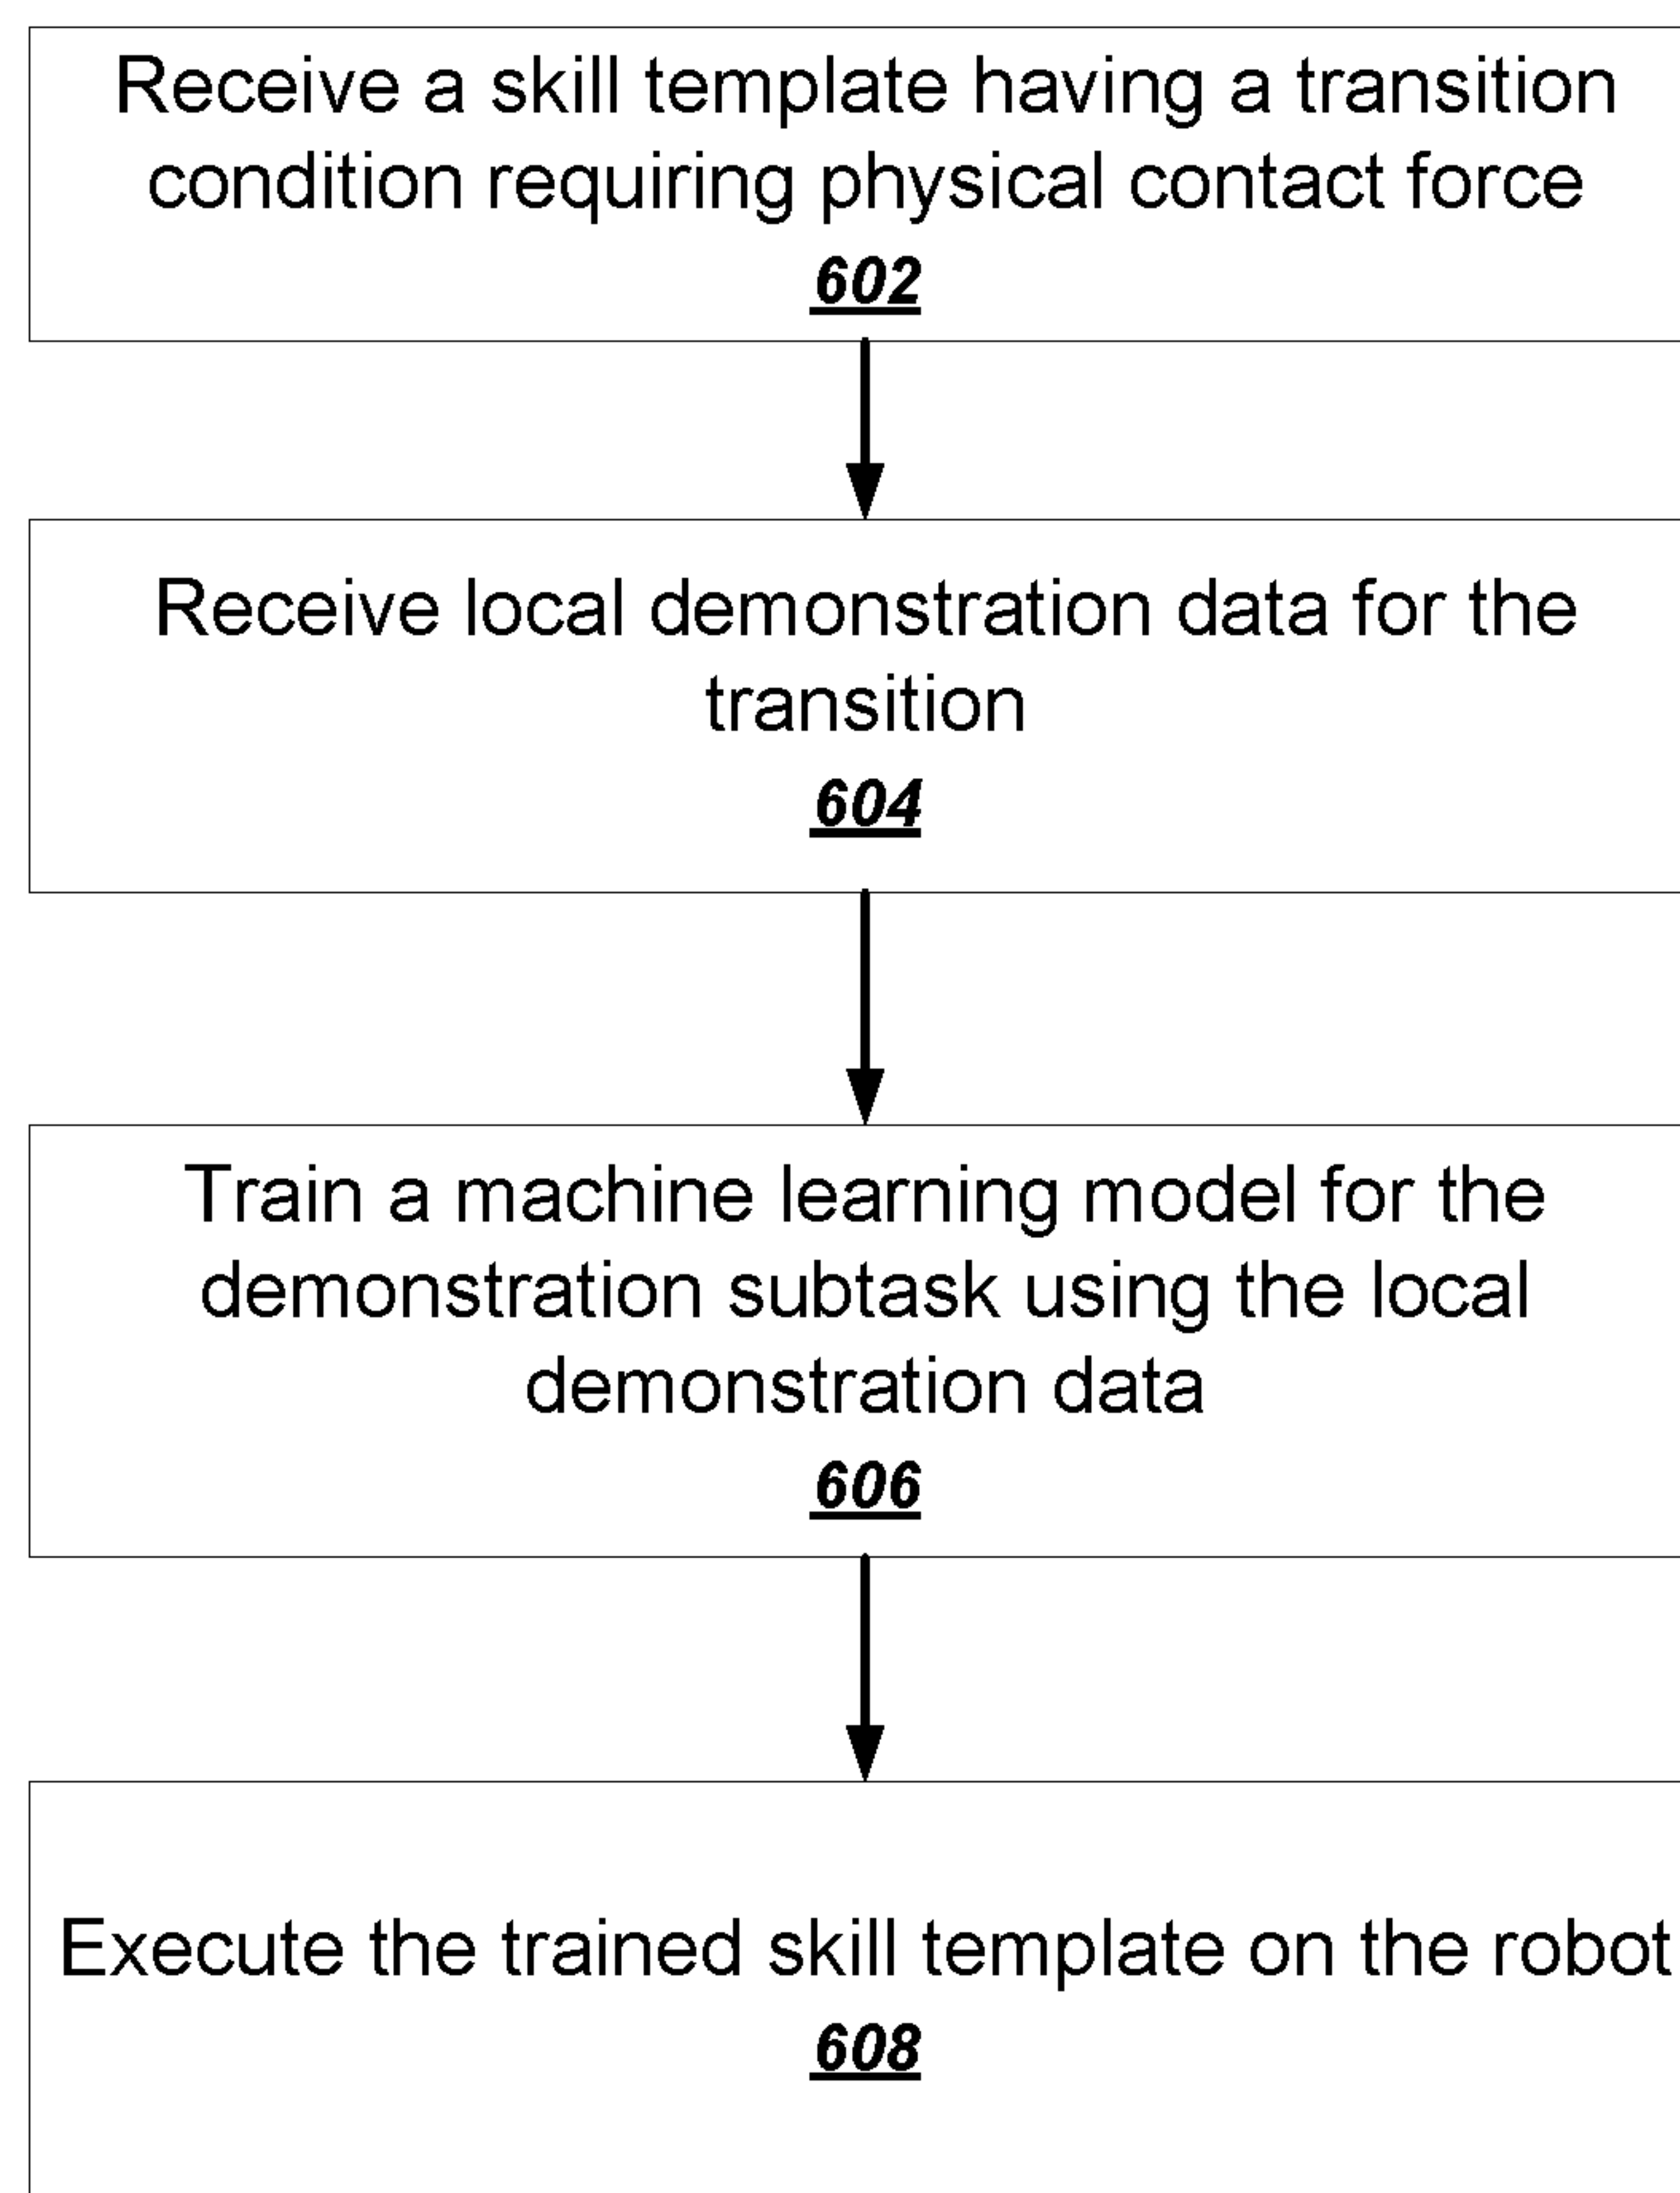 Receive a skill template having a transition
condition requiring physical contact force
602
Receive local demonstration data for the
transition
604
Train a machine learning model for the
demonstration subtask using the local
demonstration data
606
Execute the trained skill template on the robot
608